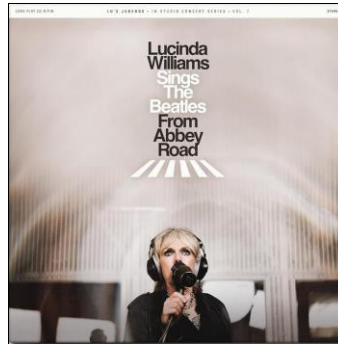 LU'S JUKEBOX • IN STUDIO CONCERT SERIES • VOL. 7
Lucinda
Williams
Sings
The
Beatles
From
Abbey
Road